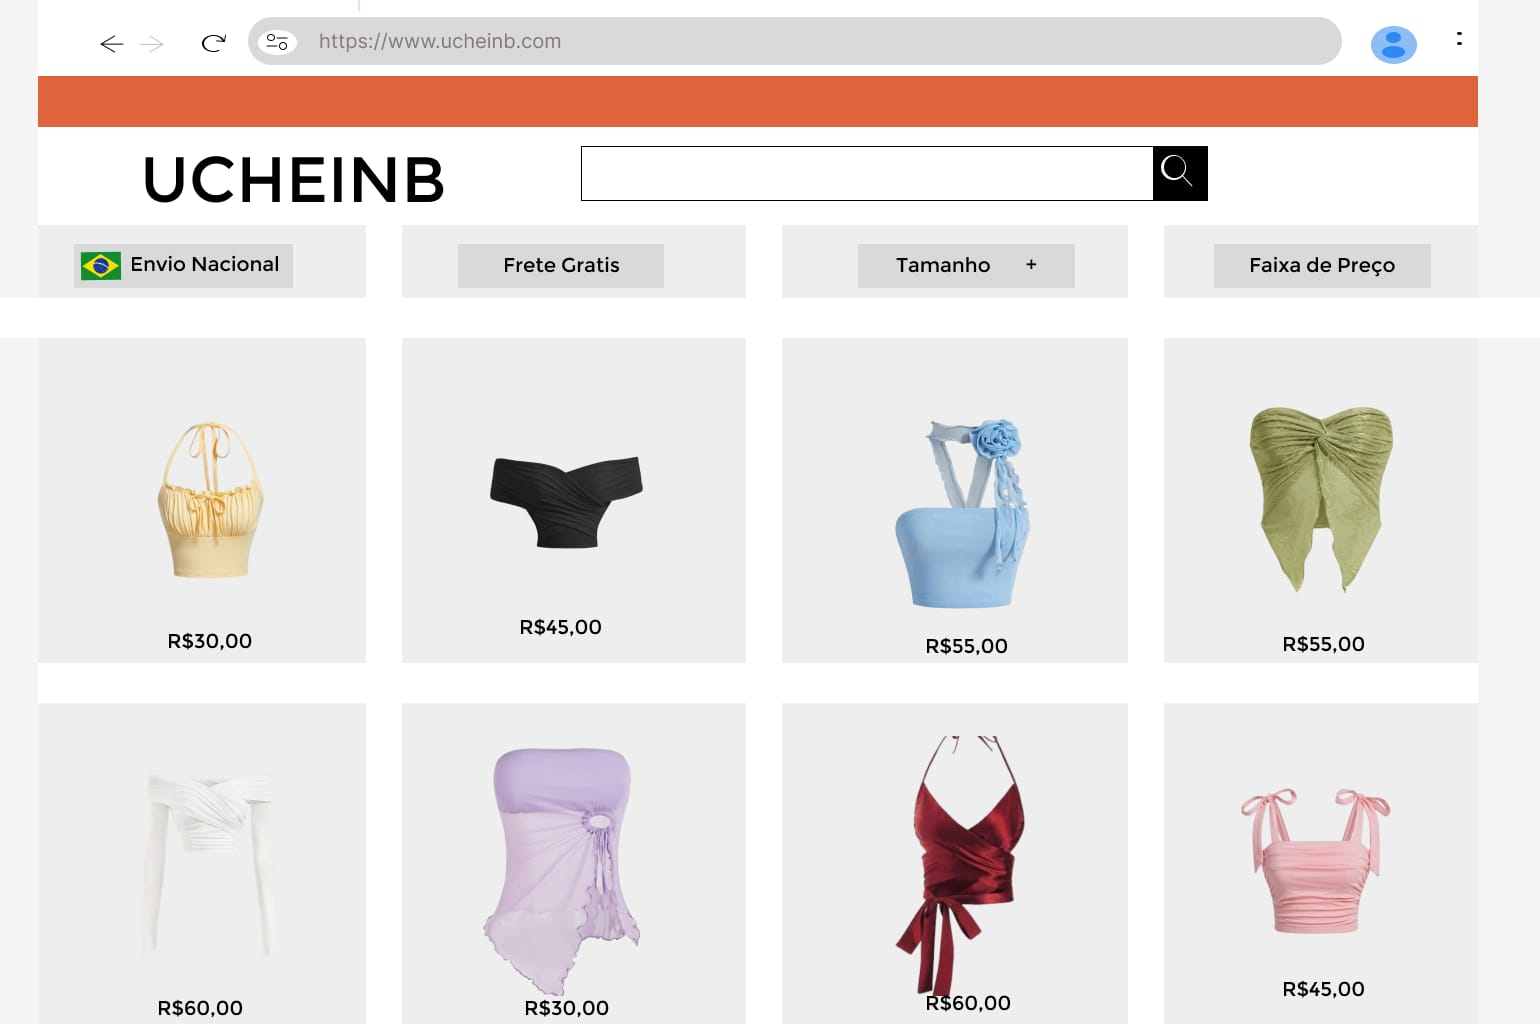 https://www.ucheinb.com
UCHEINB
Envio Nacional
Frete Gratis
Tamanho +
Faixa de Preço
R$30,00
R$45,00
R$55,00
R$55,00
R$60,00
R$30,00
R$60,00
R$45,00